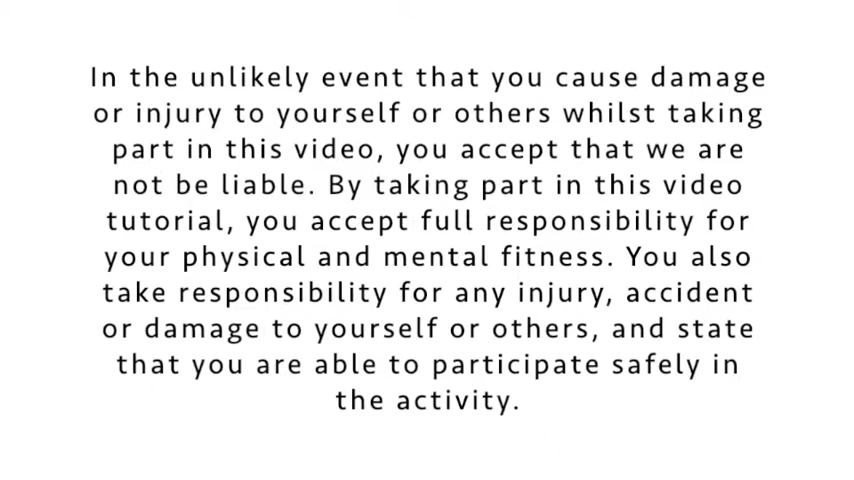 In the unlikely event that you cause damage
or injury to yourself or others whilst taking
part in this video, you accept that we are
not be liable. By taking part in this video
tutorial, you accept full responsibility for
your physical and mental fitness. You also
take responsibility for any injury, accident
or damage to yourself or others, and state
that you are able to participate safely in
the activity.